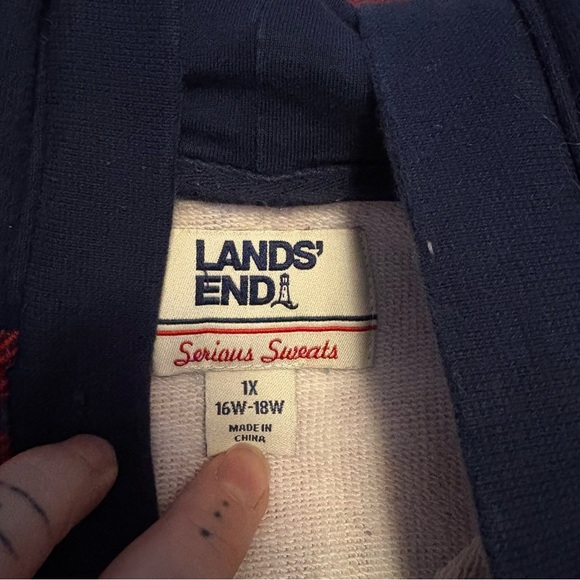 LANDS'
END
Serious Sweats
1X
16W-18W
MADE IN
CHINA